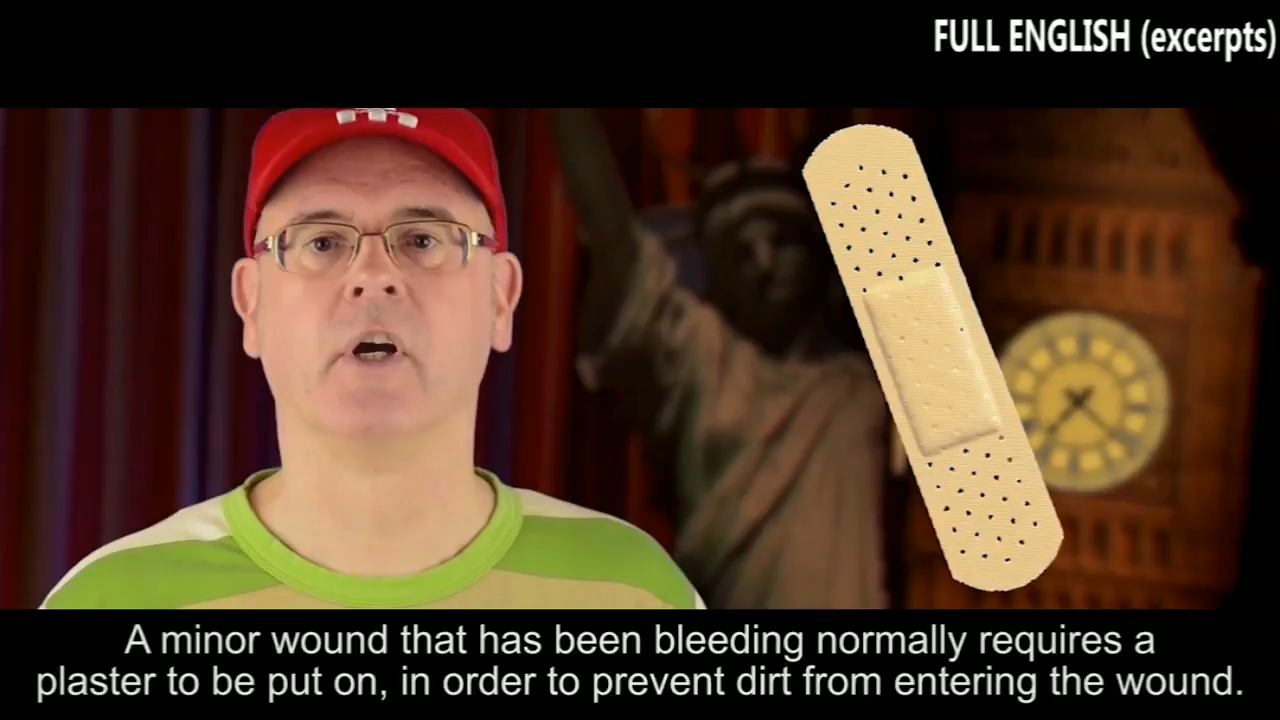 FULL ENGLISH (excerpts)
A minor wound that has been bleeding normally requires a
plaster to be put on, in order to prevent dirt from entering the wound.